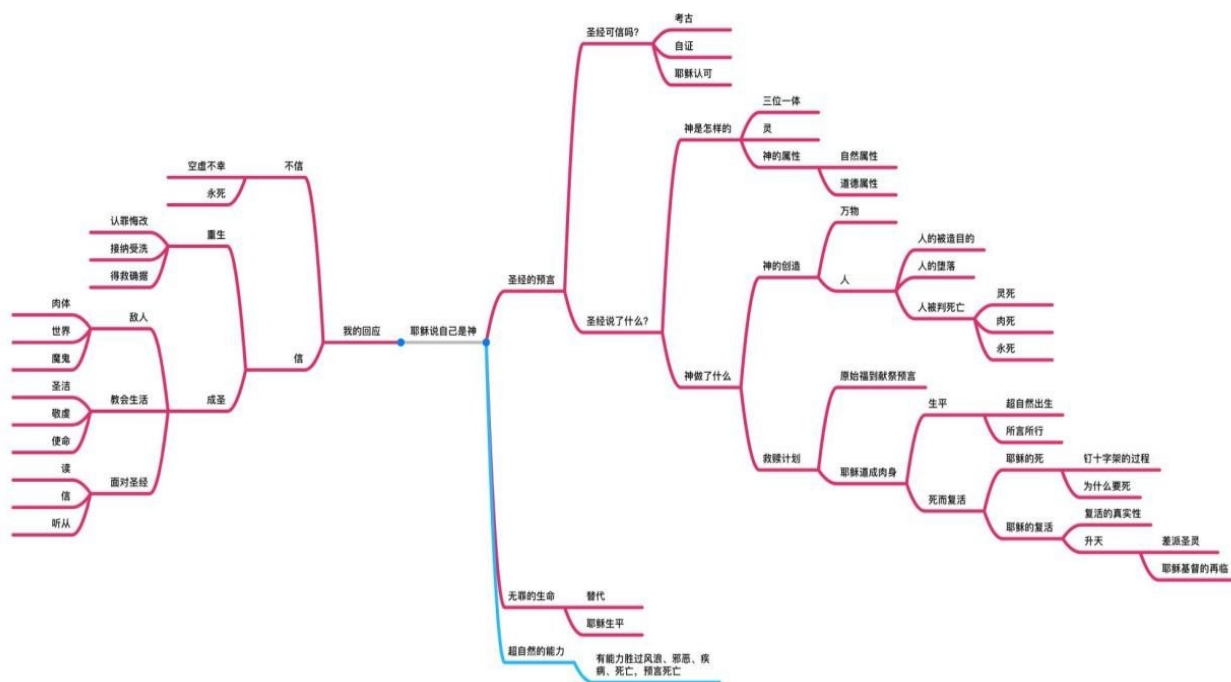 耶稣说自己是神
圣经的预言
圣经可信吗?
考古
自证
耶稣认可
圣经说了什么?
神是怎样的
三位一体
灵
神的属性
自然属性
道德属性
神做了什么
神的创造
万物
人
人的被造目的
人的堕落
人被判死亡
灵死
肉死
永死
救赎计划
原始福到献祭预言
耶稣道成肉身
生平
超自然出生
所言所行
死而复活
耶稣的死
钉十字架的过程
为什么要死
耶稣的复活
复活的真实性
升天
差派圣灵
耶稣基督的再临
无罪的生命
替代
耶稣生平
超自然的能力
有能力胜过风浪、邪恶、疾
病、死亡，预言死亡
我的回应
不信
空虚不幸
永死
信
重生
认罪悔改
接纳受洗
得救确据
成圣
敌人
肉体
世界
魔鬼
教会生活
圣洁
敬虔
使命
面对圣经
读
信
听从